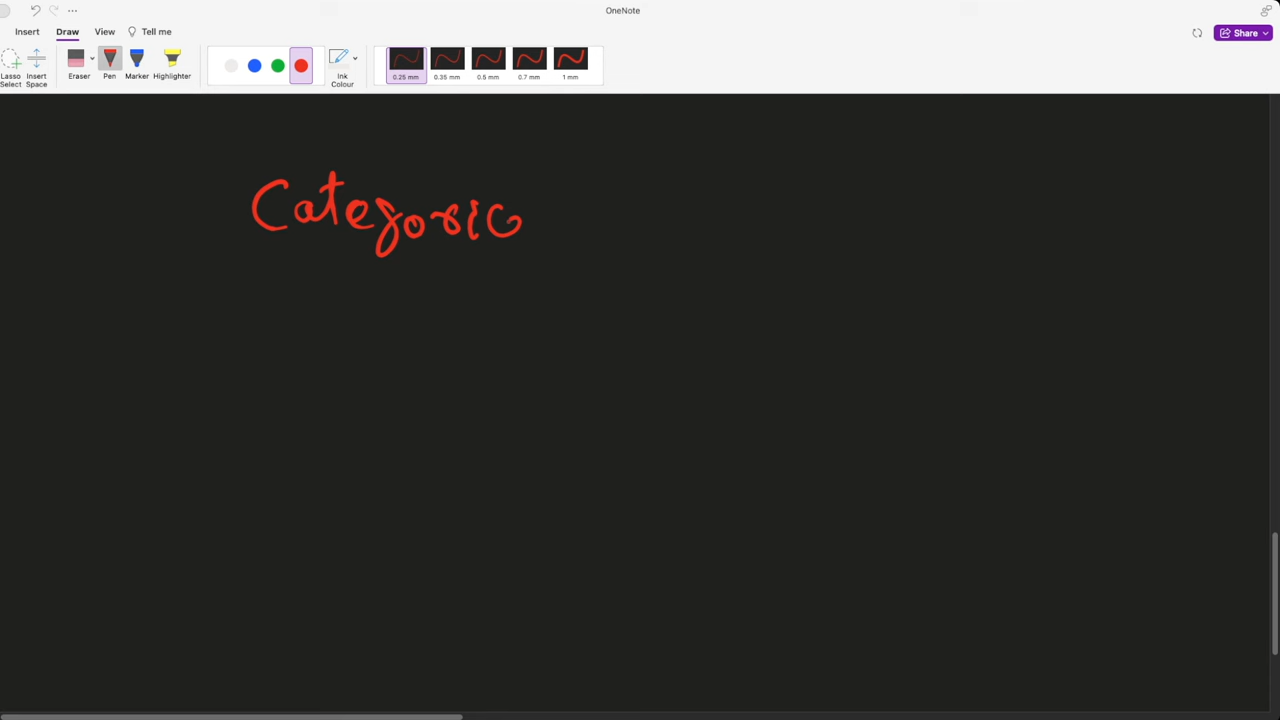 OneNote
Insert Draw View Tell me
Share
Lasso Select
Insert Space
Eraser
Pen
Marker
Highlighter
Ink Colour
0.25 mm
0.35 mm
0.5 mm
0.7 mm
1 mm
Categoric